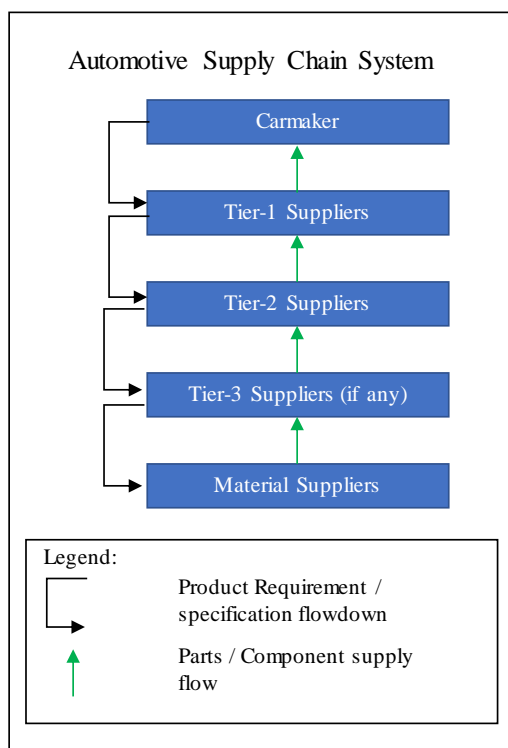 Automotive Supply Chain System
Carmaker
Tier-1 Suppliers
Tier-2 Suppliers
Tier-3 Suppliers (if any)
Material Suppliers
Legend:
Product Requirement /
specification flowdown
Parts / Component supply
flow